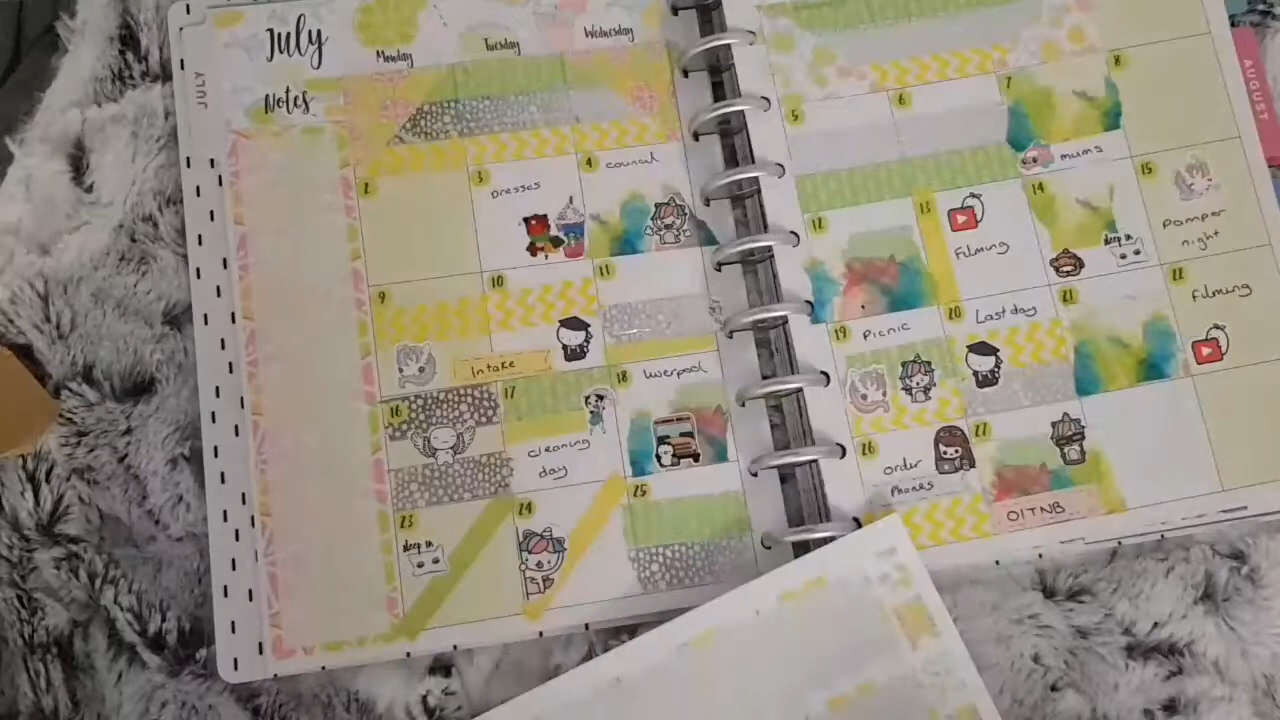 JULY
July
Notes
Monday
Tuesday
Wednesday
AUGUST
2
3
Dresses
4
council
5
6
7
mums
8
9
Intake
10
11
12
13
Filming
14
sleep in
15
Pamper
night
16
17
cleaning
day
18
liverpool
19
Picnic
20
Last day
21
22
Filming
23
sleep in
24
25
26
order
Phones
27
OITNB